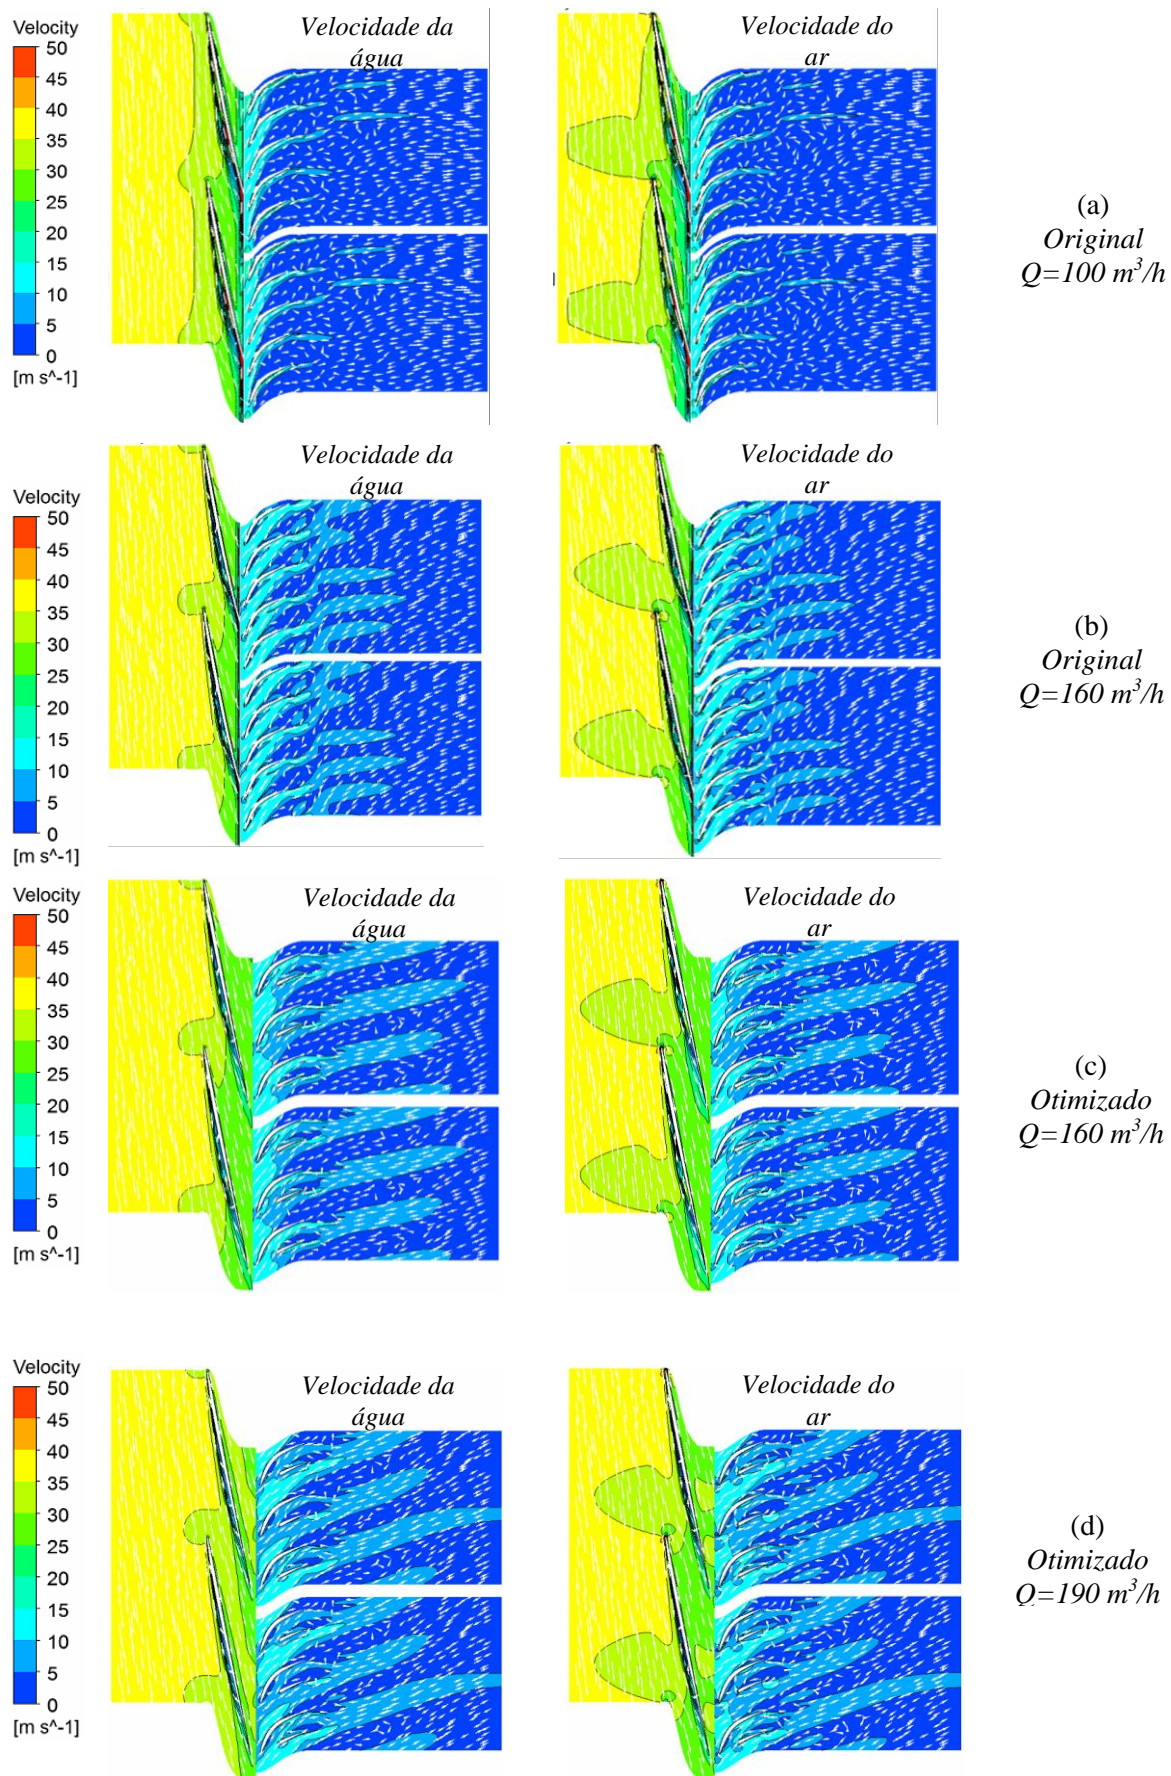 Velocity
50
45
40
35
30
25
20
15
10
5
0
[m s^-1]
Velocidade da
água
Velocidade do
ar
(a)
Original
Q=100 m³/h
Velocity
50
45
40
35
30
25
20
15
10
5
0
[m s^-1]
Velocidade da
água
Velocidade do
ar
(b)
Original
Q=160 m³/h
Velocity
50
45
40
35
30
25
20
15
10
5
0
[m s^-1]
Velocidade da
água
Velocidade do
ar
(c)
Otimizado
Q=160 m³/h
Velocity
50
45
40
35
30
25
20
15
10
5
0
[m s^-1]
Velocidade da
água
Velocidade do
ar
(d)
Otimizado
Q=190 m³/h